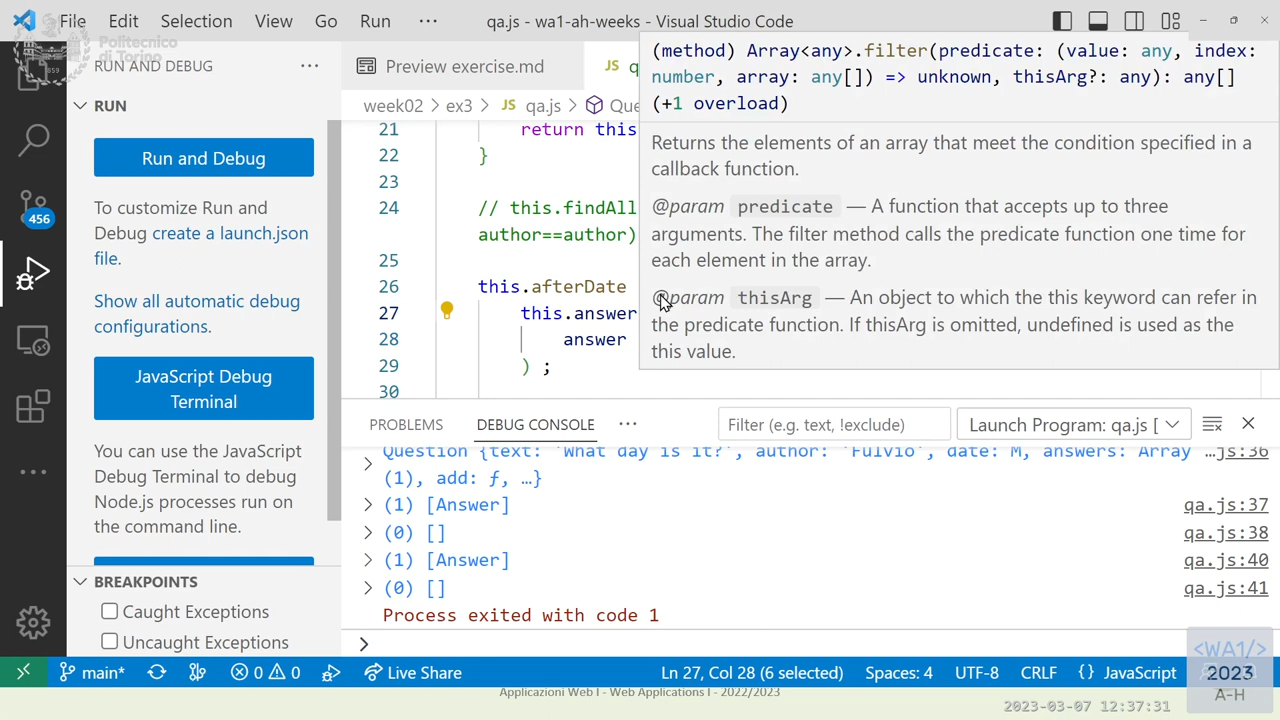 File Edit Selection View Go Run ··· qa.js - wa1-ah-weeks - Visual Studio Code
Politecnico
di Torino
RUN AND DEBUG ···
RUN
Run and Debug
To customize Run and
Debug create a launch.json
file.
Show all automatic debug
configurations.
JavaScript Debug
Terminal
You can use the JavaScript
Debug Terminal to debug
Node.js processes run on
the command line.
BREAKPOINTS
Caught Exceptions
Uncaught Exceptions
456
Preview exercise.md JS q
week02 > ex3 > JS qa.js > Que
21 return this
22 }
23
24 // this.findAll
author==author)
25
26 this.afterDate
27 this.answer
28 answer
29 ) ;
30
(method) Array<any>.filter(predicate: (value: any, index:
number, array: any[]) => unknown, thisArg?: any): any[]
(+1 overload)
Returns the elements of an array that meet the condition specified in a
callback function.
@param predicate — A function that accepts up to three
arguments. The filter method calls the predicate function one time for
each element in the array.
@param thisArg — An object to which the this keyword can refer in
the predicate function. If thisArg is omitted, undefined is used as the
this value.
PROBLEMS DEBUG CONSOLE ··· Filter (e.g. text, !exclude) Launch Program: qa.js [
Question {text: 'What day is it?', author: 'Fulvio', date: M, answers: Array …js:36
(1), add: ƒ, …}
(1) [Answer] qa.js:37
(0) [] qa.js:38
(1) [Answer] qa.js:40
(0) [] qa.js:41
Process exited with code 1
>
main* 0 0 Live Share Ln 27, Col 28 (6 selected) Spaces: 4 UTF-8 CRLF {} JavaScript
<WA1/>
2023
A-H
Applicazioni Web I - Web Applications I - 2022/2023
2023-03-07 12:37:31